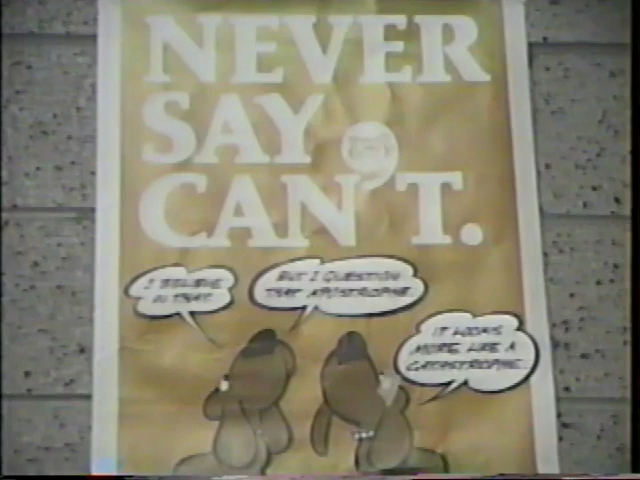 NEVER
SAY
CAN'T.
I BELIEVE
IN THAT.
BUT I QUESTION
THAT APOSTROPHE
IT LOOKS
MORE LIKE A
CATASTROPHE.